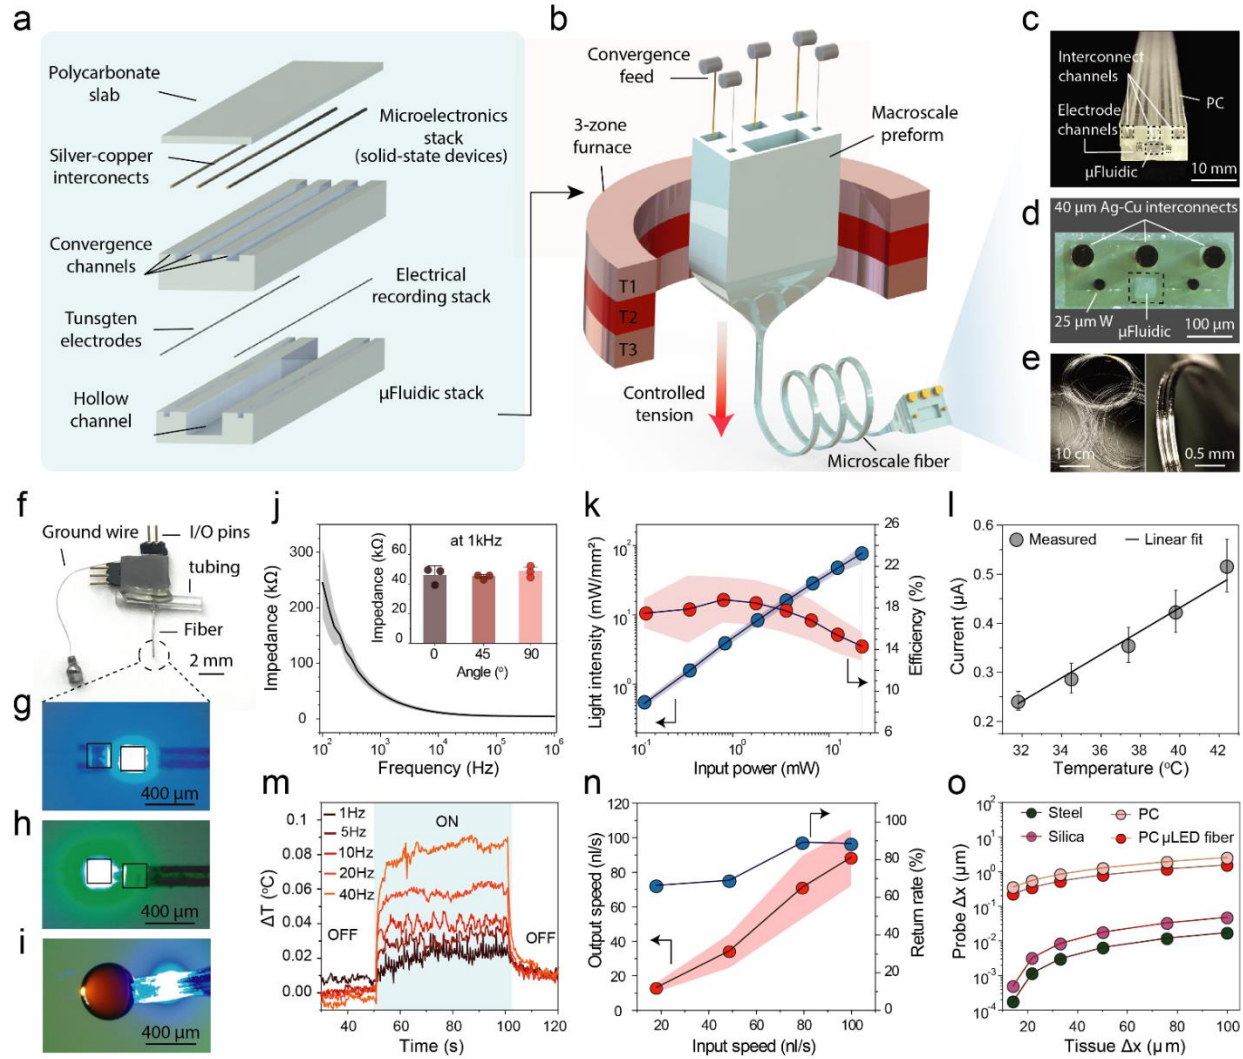 a
Polycarbonate
slab
Microelectronics
stack
(solid-state devices)
Silver-copper
interconects
Convergence
channels
Electrical
recording stack
Tunsgten
electrodes
Hollow
channel
μFluidic stack
b
Convergence
feed
3-zone
furnace
Macroscale
preform
T1
T2
T3
Controlled
tension
Microscale fiber
c
Interconnect
channels
PC
Electrode
channels
μFluidic
10 mm
d
40 μm Ag-Cu interconnects
25 μm W
μFluidic
100 μm
e
10 cm
0.5 mm
f
Ground wire
I/O pins
tubing
Fiber
2 mm
g
400 μm
h
400 μm
i
400 μm
j
Impedance (kΩ)
300
200
100
0
10² 10³ 10⁴ 10⁵ 10⁶
Frequency (Hz)
at 1kHz
Impedance (kΩ)
60
40
20
0
0 45 90
Angle (°)
k
Light intensity (mW/mm²)
10²
10¹
10⁰
10⁻¹ 10⁰ 10¹
Input power (mW)
Efficiency (%)
26
22
18
14
10
6
l
Measured
Linear fit
Current (μA)
0.6
0.5
0.4
0.3
0.2
32 34 36 38 40 42
Temperature (°C)
m
1Hz
5Hz
10Hz
20Hz
40Hz
ON
OFF
OFF
ΔT (°C)
0.1
0.08
0.06
0.04
0.02
0.00
40 60 80 100 120
Time (s)
n
Output speed (nl/s)
120
100
80
60
40
20
0
20 40 60 80 100
Input speed (nl/s)
Return rate (%)
100
80
60
40
20
0
o
Steel
Silica
PC
PC μLED fiber
Probe Δx (μm)
10²
10¹
10⁰
10⁻¹
10⁻²
10⁻³
10⁻⁴
20 40 60 80 100
Tissue Δx (μm)